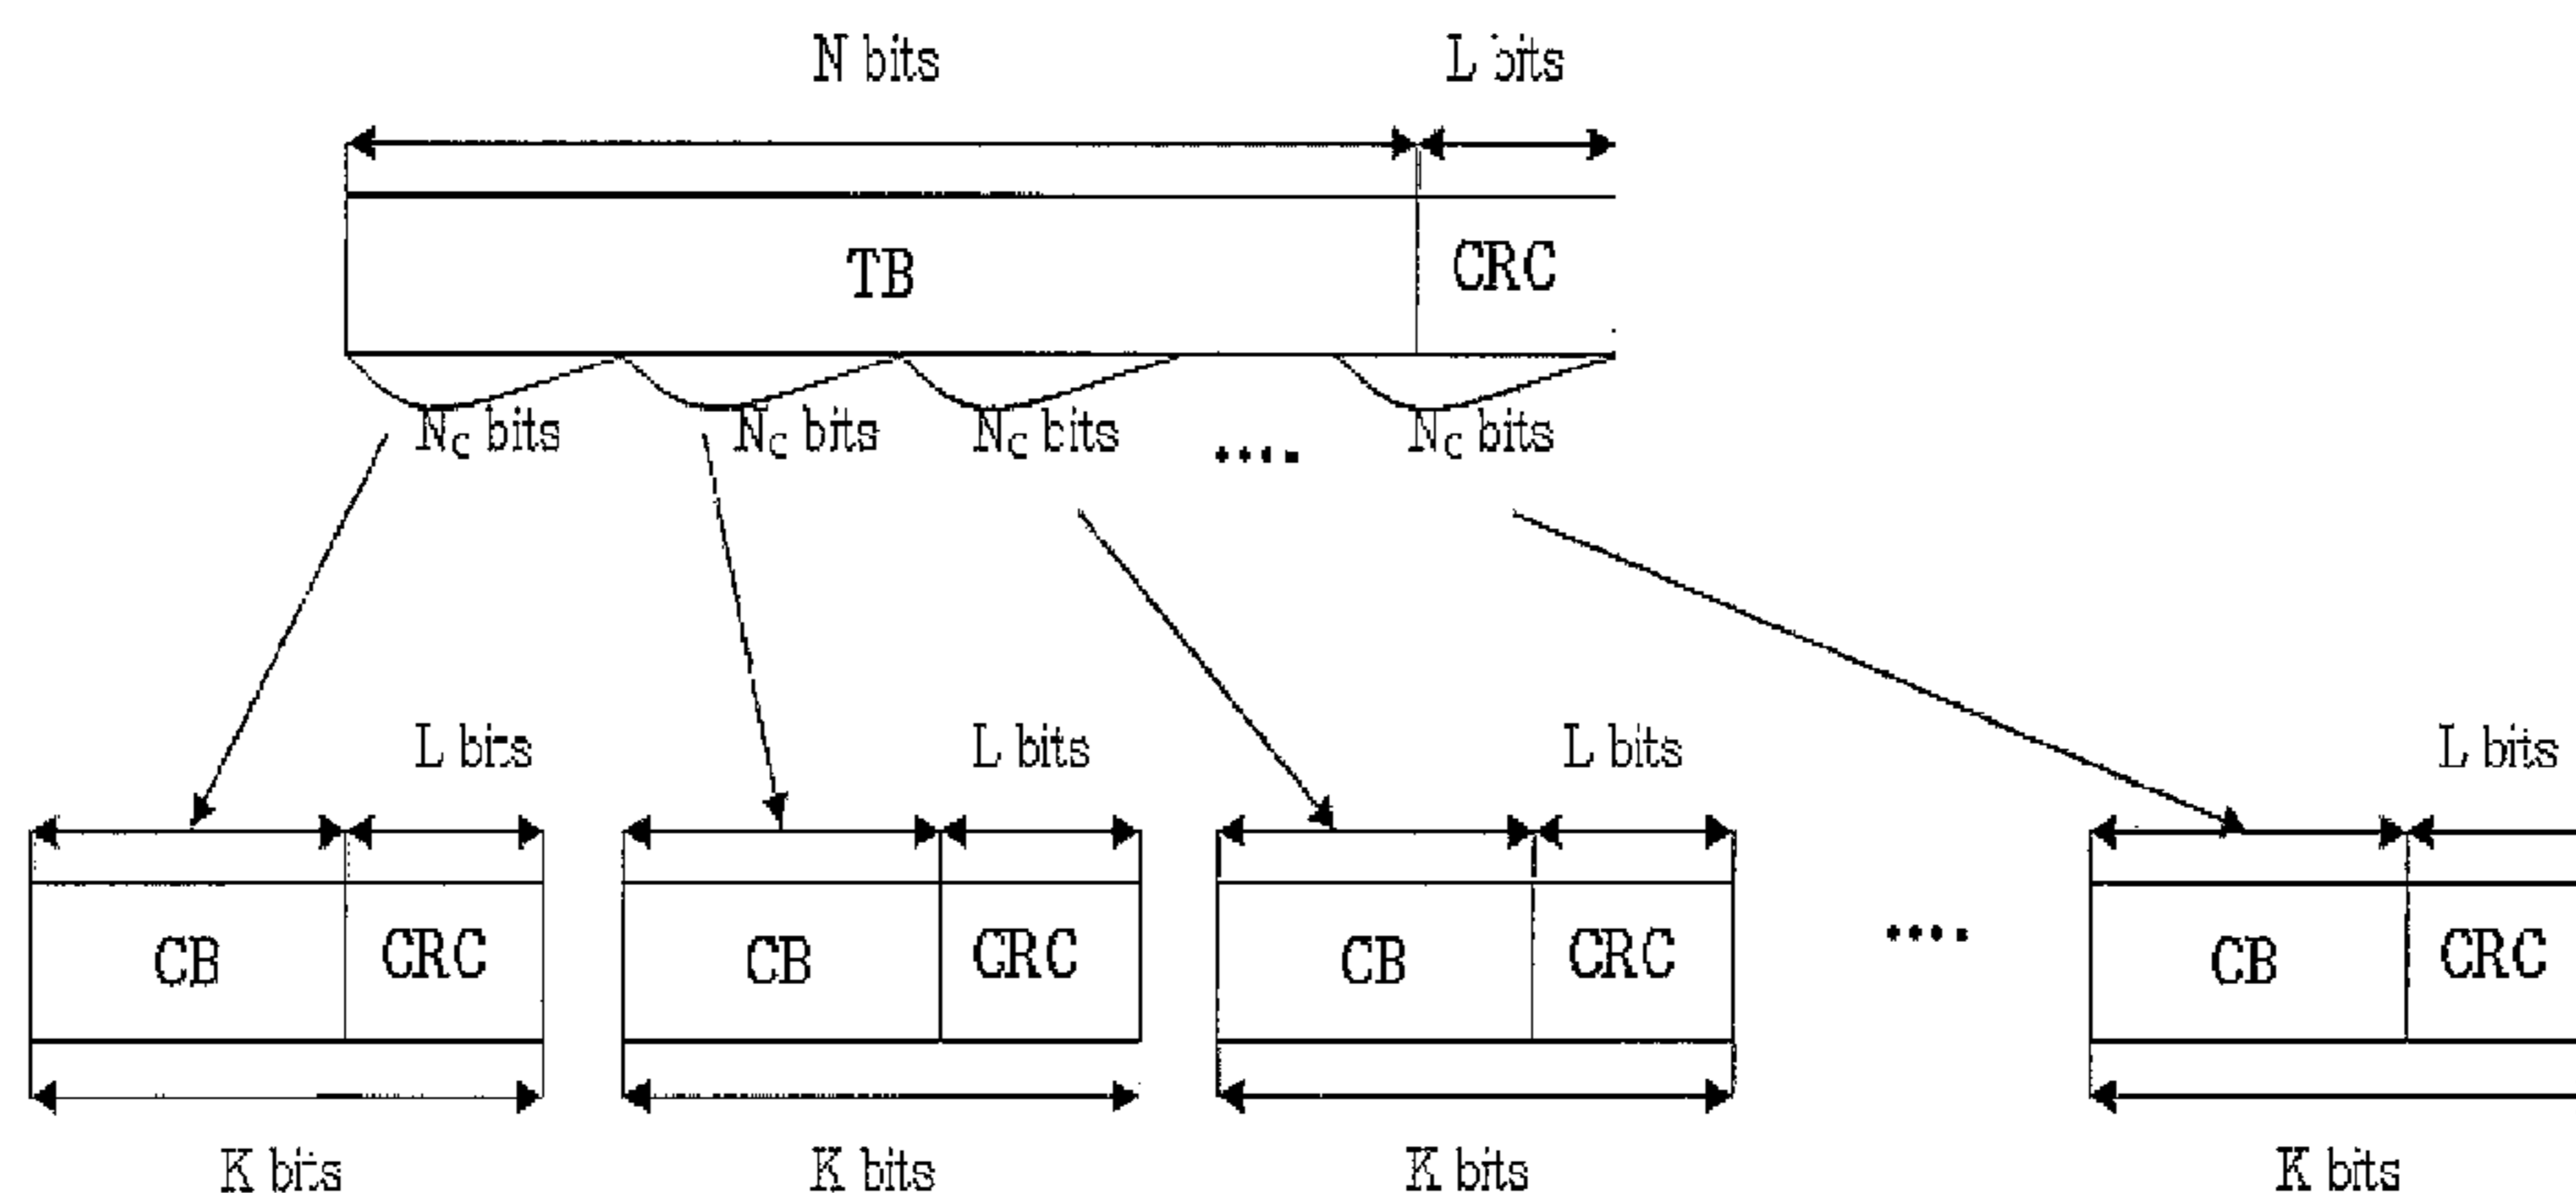 N bits L bits
TB CRC
N_C bits N_C bits N_C bits .... N_C bits
L bits L bits L bits L bits
CB CRC CB CRC CB CRC .... CB CRC
K bits K bits K bits K bits